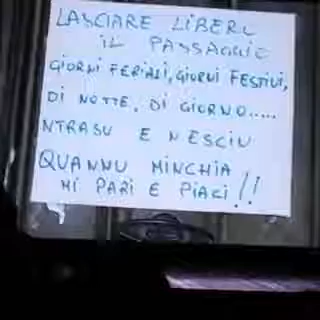 LASCIARE LIBERO
IL PASSAGGIO
GIORNI FERIALI, GIORNI FESTIVI,
DI NOTTE, DI GIORNO.....
NTRASU E NESCIU
QUANNU MINCHIA
MI PARI E PIACI!!